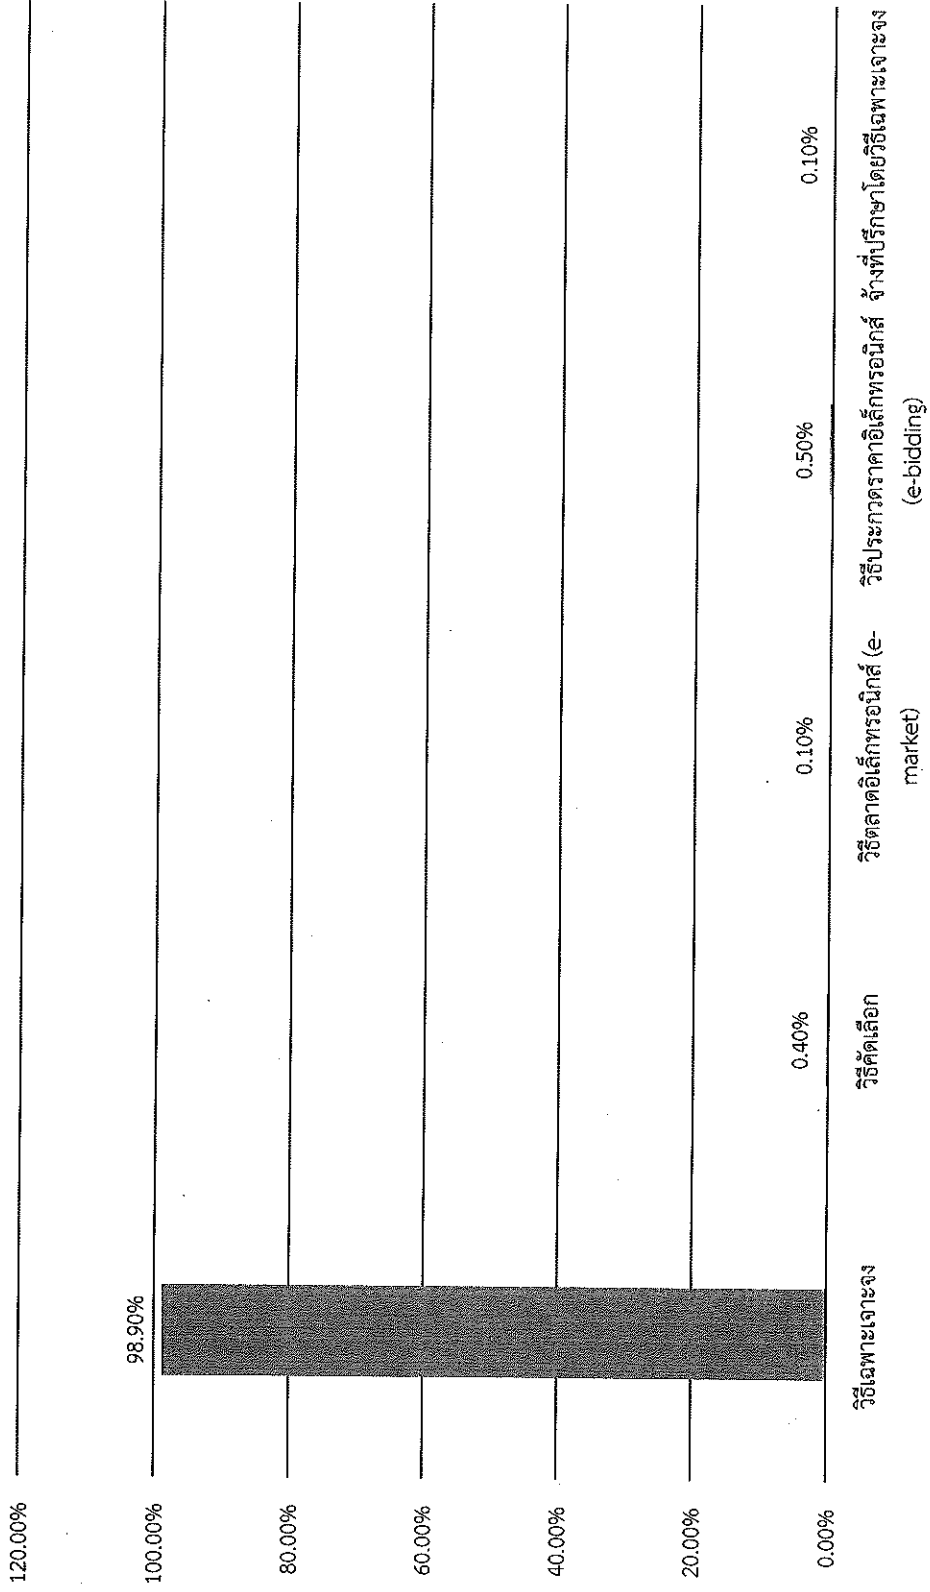 120.00%
100.00%
80.00%
60.00%
40.00%
20.00%
0.00%
98.90%
0.40%
0.10%
0.50%
0.10%
วิธีเฉพาะเจาะจง
วิธีคัดเลือก
วิธีตลาดอิเล็กทรอนิกส์ (e-
market)
วิธีประกวดราคาอิเล็กทรอนิกส์
(e-bidding)
จ้างที่ปรึกษาโดยวิธีเฉพาะเจาะจง